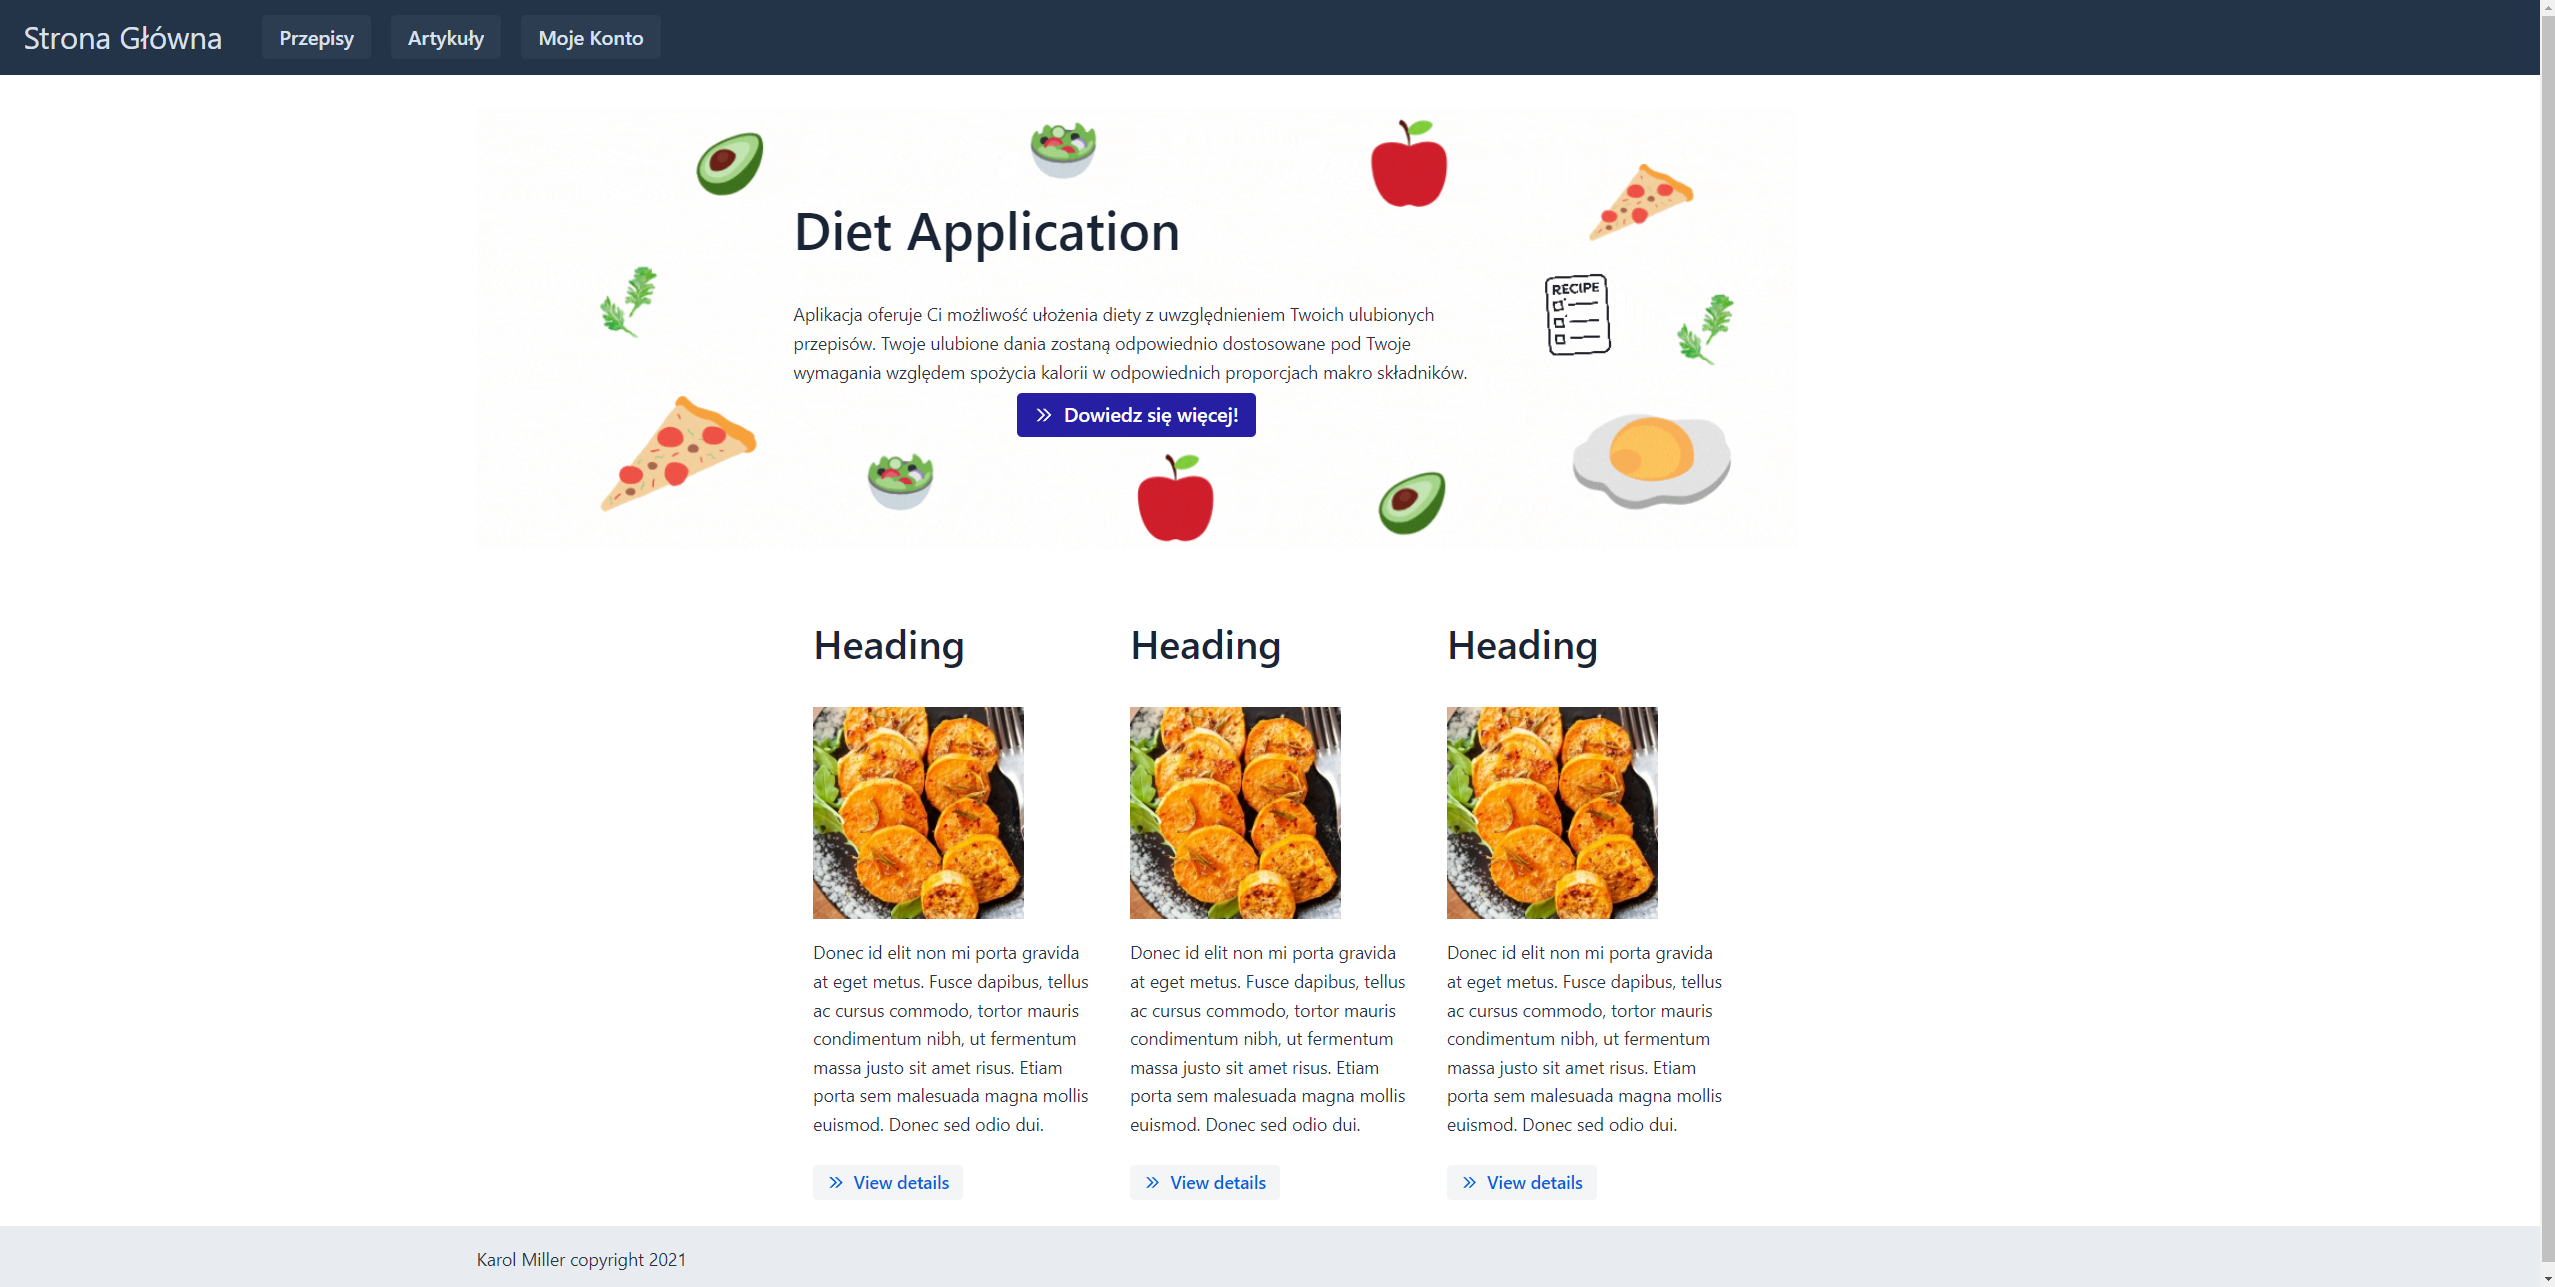 Strona Główna
Przepisy
Artykuły
Moje Konto
Diet Application
RECIPE
Aplikacja oferuje Ci możliwość ułożenia diety z uwzględnieniem Twoich ulubionych
przepisów. Twoje ulubione dania zostaną odpowiednio dostosowane pod Twoje
wymagania względem spożycia kalorii w odpowiednich proporcjach makro składników.
Dowiedz się więcej!
Heading
Donec id elit non mi porta gravida
at eget metus. Fusce dapibus, tellus
ac cursus commodo, tortor mauris
condimentum nibh, ut fermentum
massa justo sit amet risus. Etiam
porta sem malesuada magna mollis
euismod. Donec sed odio dui.
View details
Heading
Donec id elit non mi porta gravida
at eget metus. Fusce dapibus, tellus
ac cursus commodo, tortor mauris
condimentum nibh, ut fermentum
massa justo sit amet risus. Etiam
porta sem malesuada magna mollis
euismod. Donec sed odio dui.
View details
Heading
Donec id elit non mi porta gravida
at eget metus. Fusce dapibus, tellus
ac cursus commodo, tortor mauris
condimentum nibh, ut fermentum
massa justo sit amet risus. Etiam
porta sem malesuada magna mollis
euismod. Donec sed odio dui.
View details
Karol Miller copyright 2021